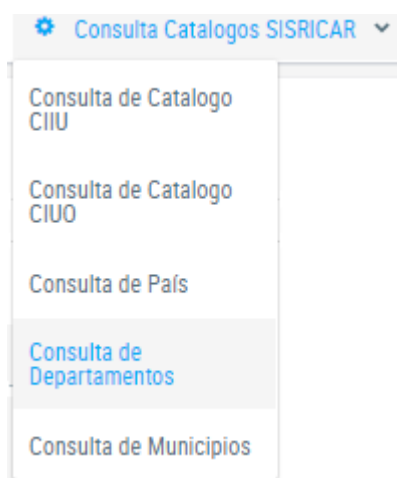 Consulta Catalogos SISRICAR
Consulta de Catalogo
CIIU
Consulta de Catalogo
CIUO
Consulta de País
Consulta de
Departamentos
Consulta de Municipios